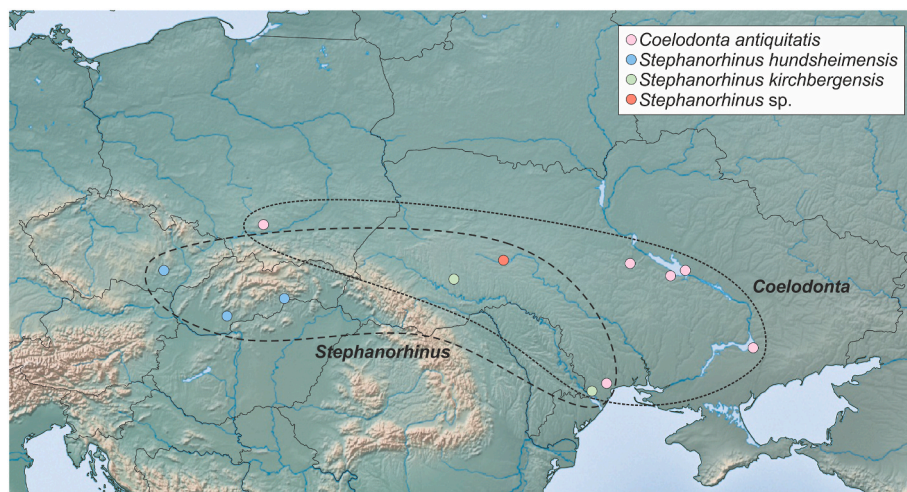 Coelodonta antiquitatis
Stephanorhinus hundsheimensis
Stephanorhinus kirchbergensis
Stephanorhinus sp.
Coelodonta
Stephanorhinus